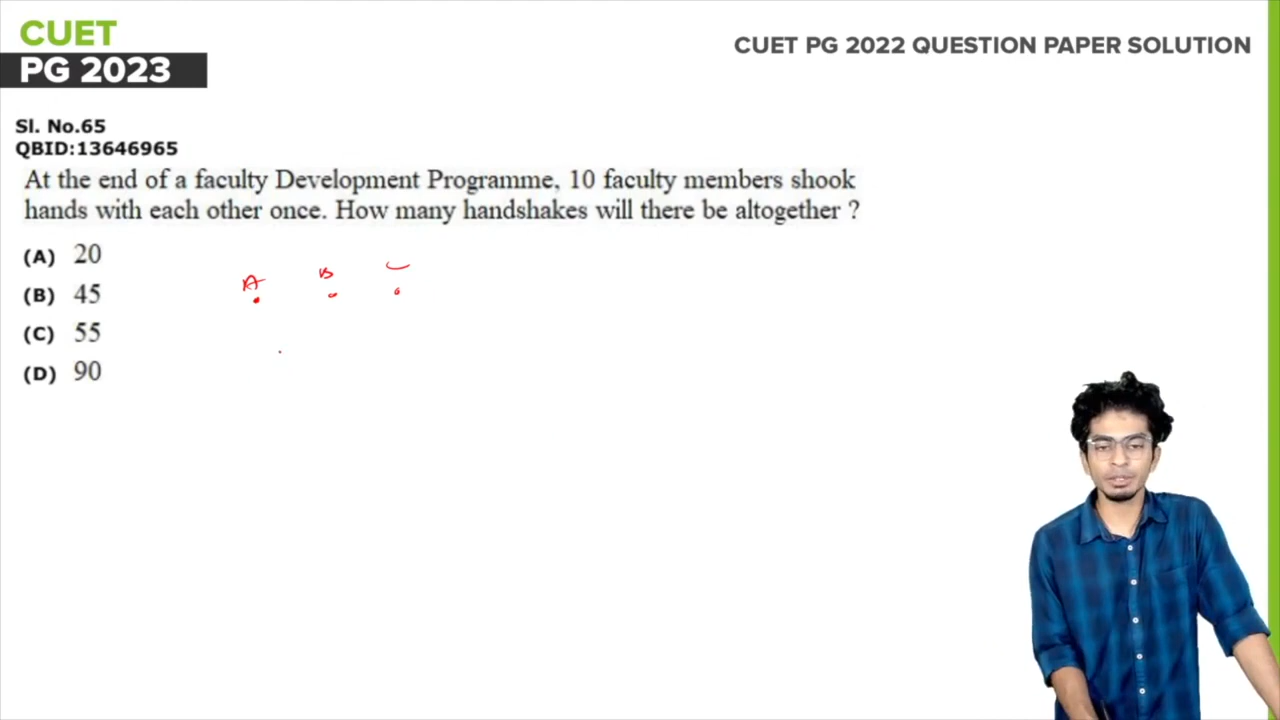 CUET
PG 2023
CUET PG 2022 QUESTION PAPER SOLUTION
Sl. No.65
QBID:13646965
At the end of a faculty Development Programme, 10 faculty members shook
hands with each other once. How many handshakes will there be altogether ?
(A) 20
(B) 45
(C) 55
(D) 90
A B C